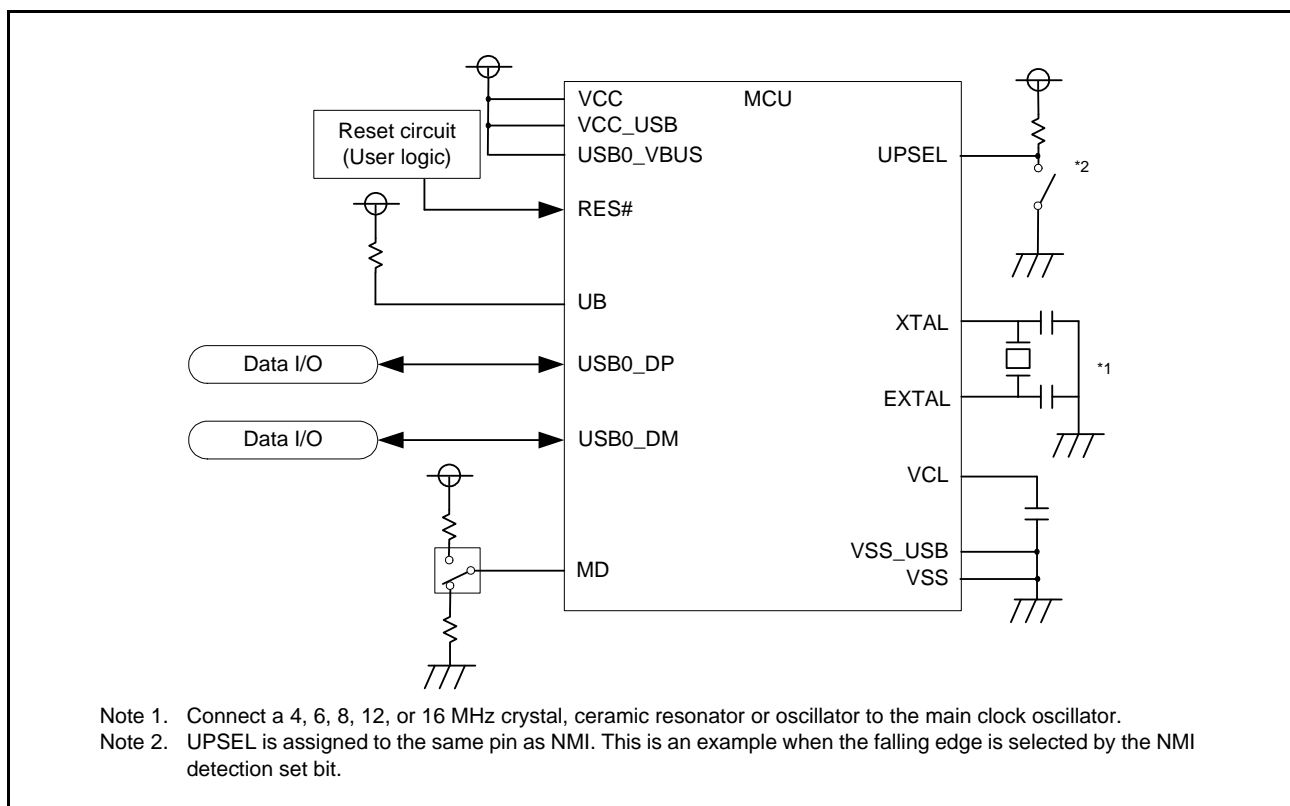 VCC
MCU
VCC_USB
Reset circuit
(User logic)
USB0_VBUS
UPSEL
*2
RES#
UB
XTAL
Data I/O
USB0_DP
*1
EXTAL
Data I/O
USB0_DM
VCL
VSS_USB
MD
VSS
Note 1. Connect a 4, 6, 8, 12, or 16 MHz crystal, ceramic resonator or oscillator to the main clock oscillator.
Note 2. UPSEL is assigned to the same pin as NMI. This is an example when the falling edge is selected by the NMI
detection set bit.